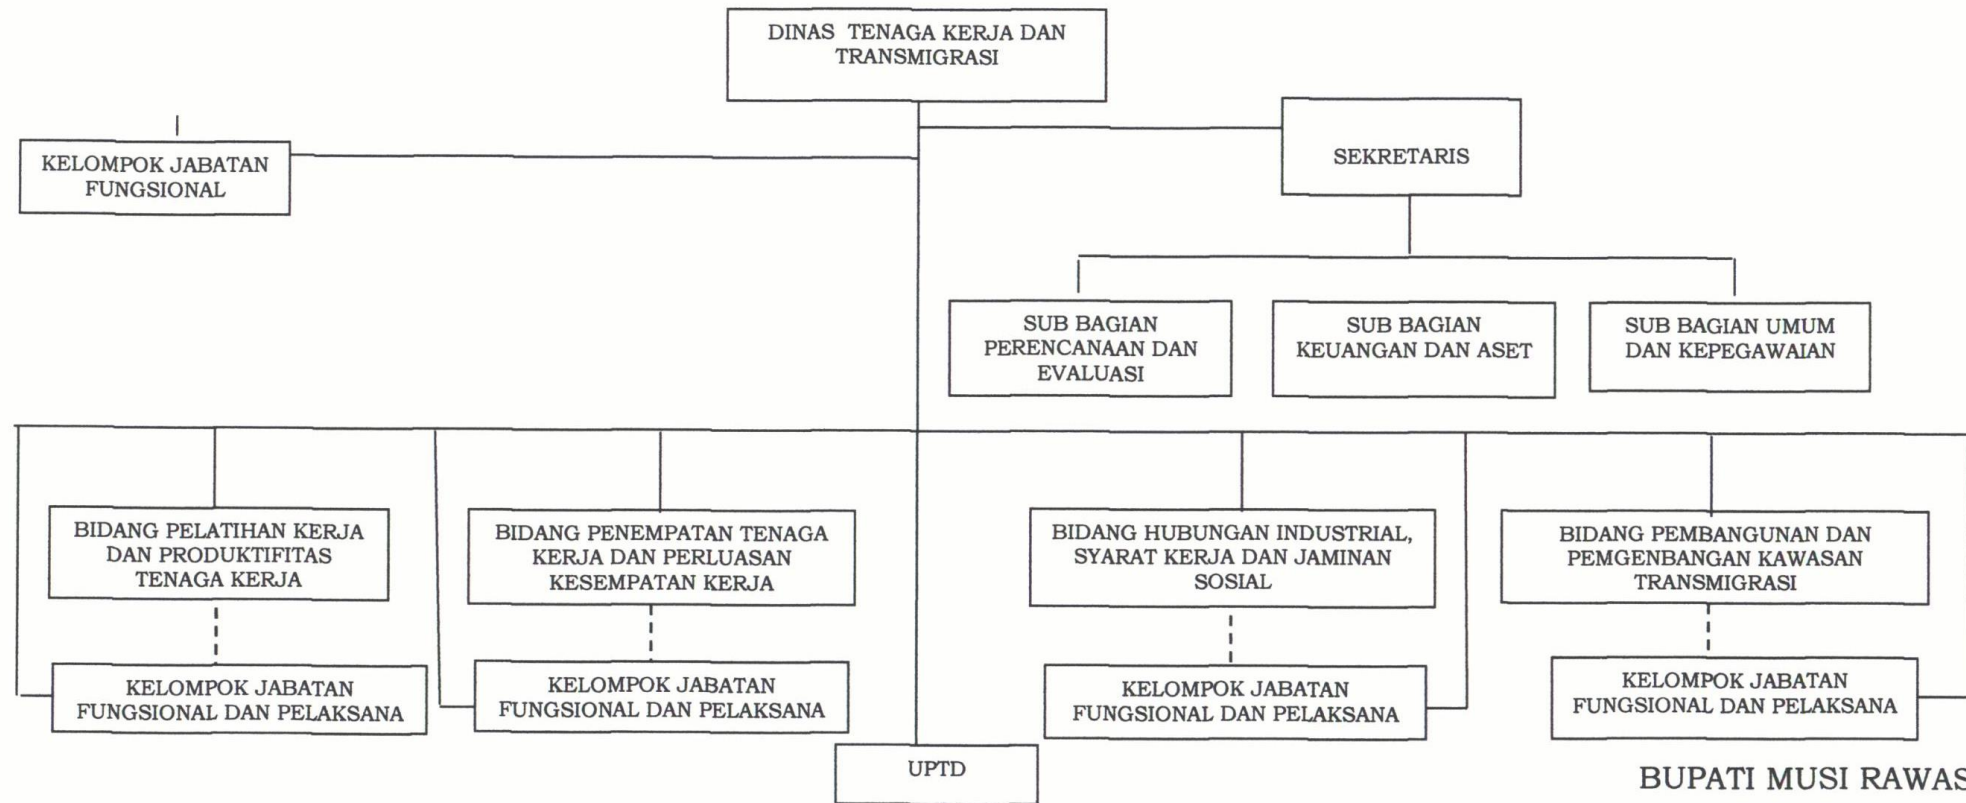 DINAS TENAGA KERJA DAN
TRANSMIGRASI
KELOMPOK JABATAN
FUNGSIONAL
SEKRETARIS
SUB BAGIAN
PERENCANAAN DAN
EVALUASI
SUB BAGIAN
KEUANGAN DAN ASET
SUB BAGIAN UMUM
DAN KEPEGAWAIAN
BIDANG PELATIHAN KERJA
DAN PRODUKTIFITAS
TENAGA KERJA
BIDANG PENEMPATAN TENAGA
KERJA DAN PERLUASAN
KESEMPATAN KERJA
BIDANG HUBUNGAN INDUSTRIAL,
SYARAT KERJA DAN JAMINAN
SOSIAL
BIDANG PEMBANGUNAN DAN
PEMGENBANGAN KAWASAN
TRANSMIGRASI
KELOMPOK JABATAN
FUNGSIONAL DAN PELAKSANA
KELOMPOK JABATAN
FUNGSIONAL DAN PELAKSANA
KELOMPOK JABATAN
FUNGSIONAL DAN PELAKSANA
KELOMPOK JABATAN
FUNGSIONAL DAN PELAKSANA
UPTD
BUPATI MUSI RAWAS